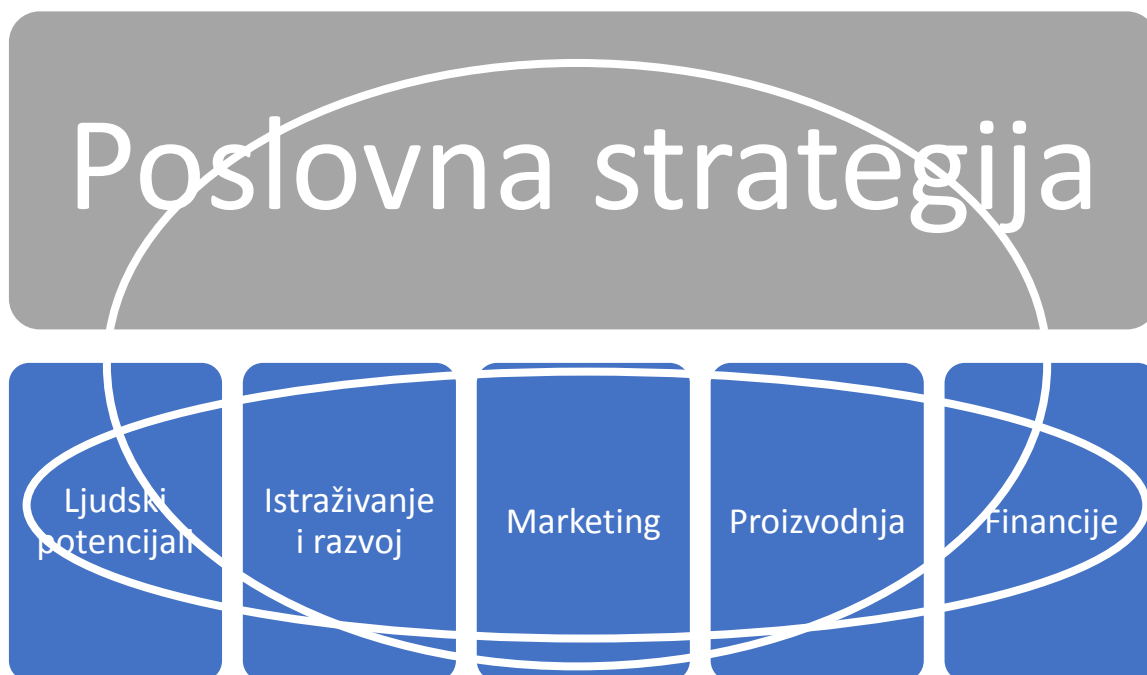 Poslovna strategija
Ljudski
potencijali
Istraživanje
i razvoj
Marketing
Proizvodnja
Financije